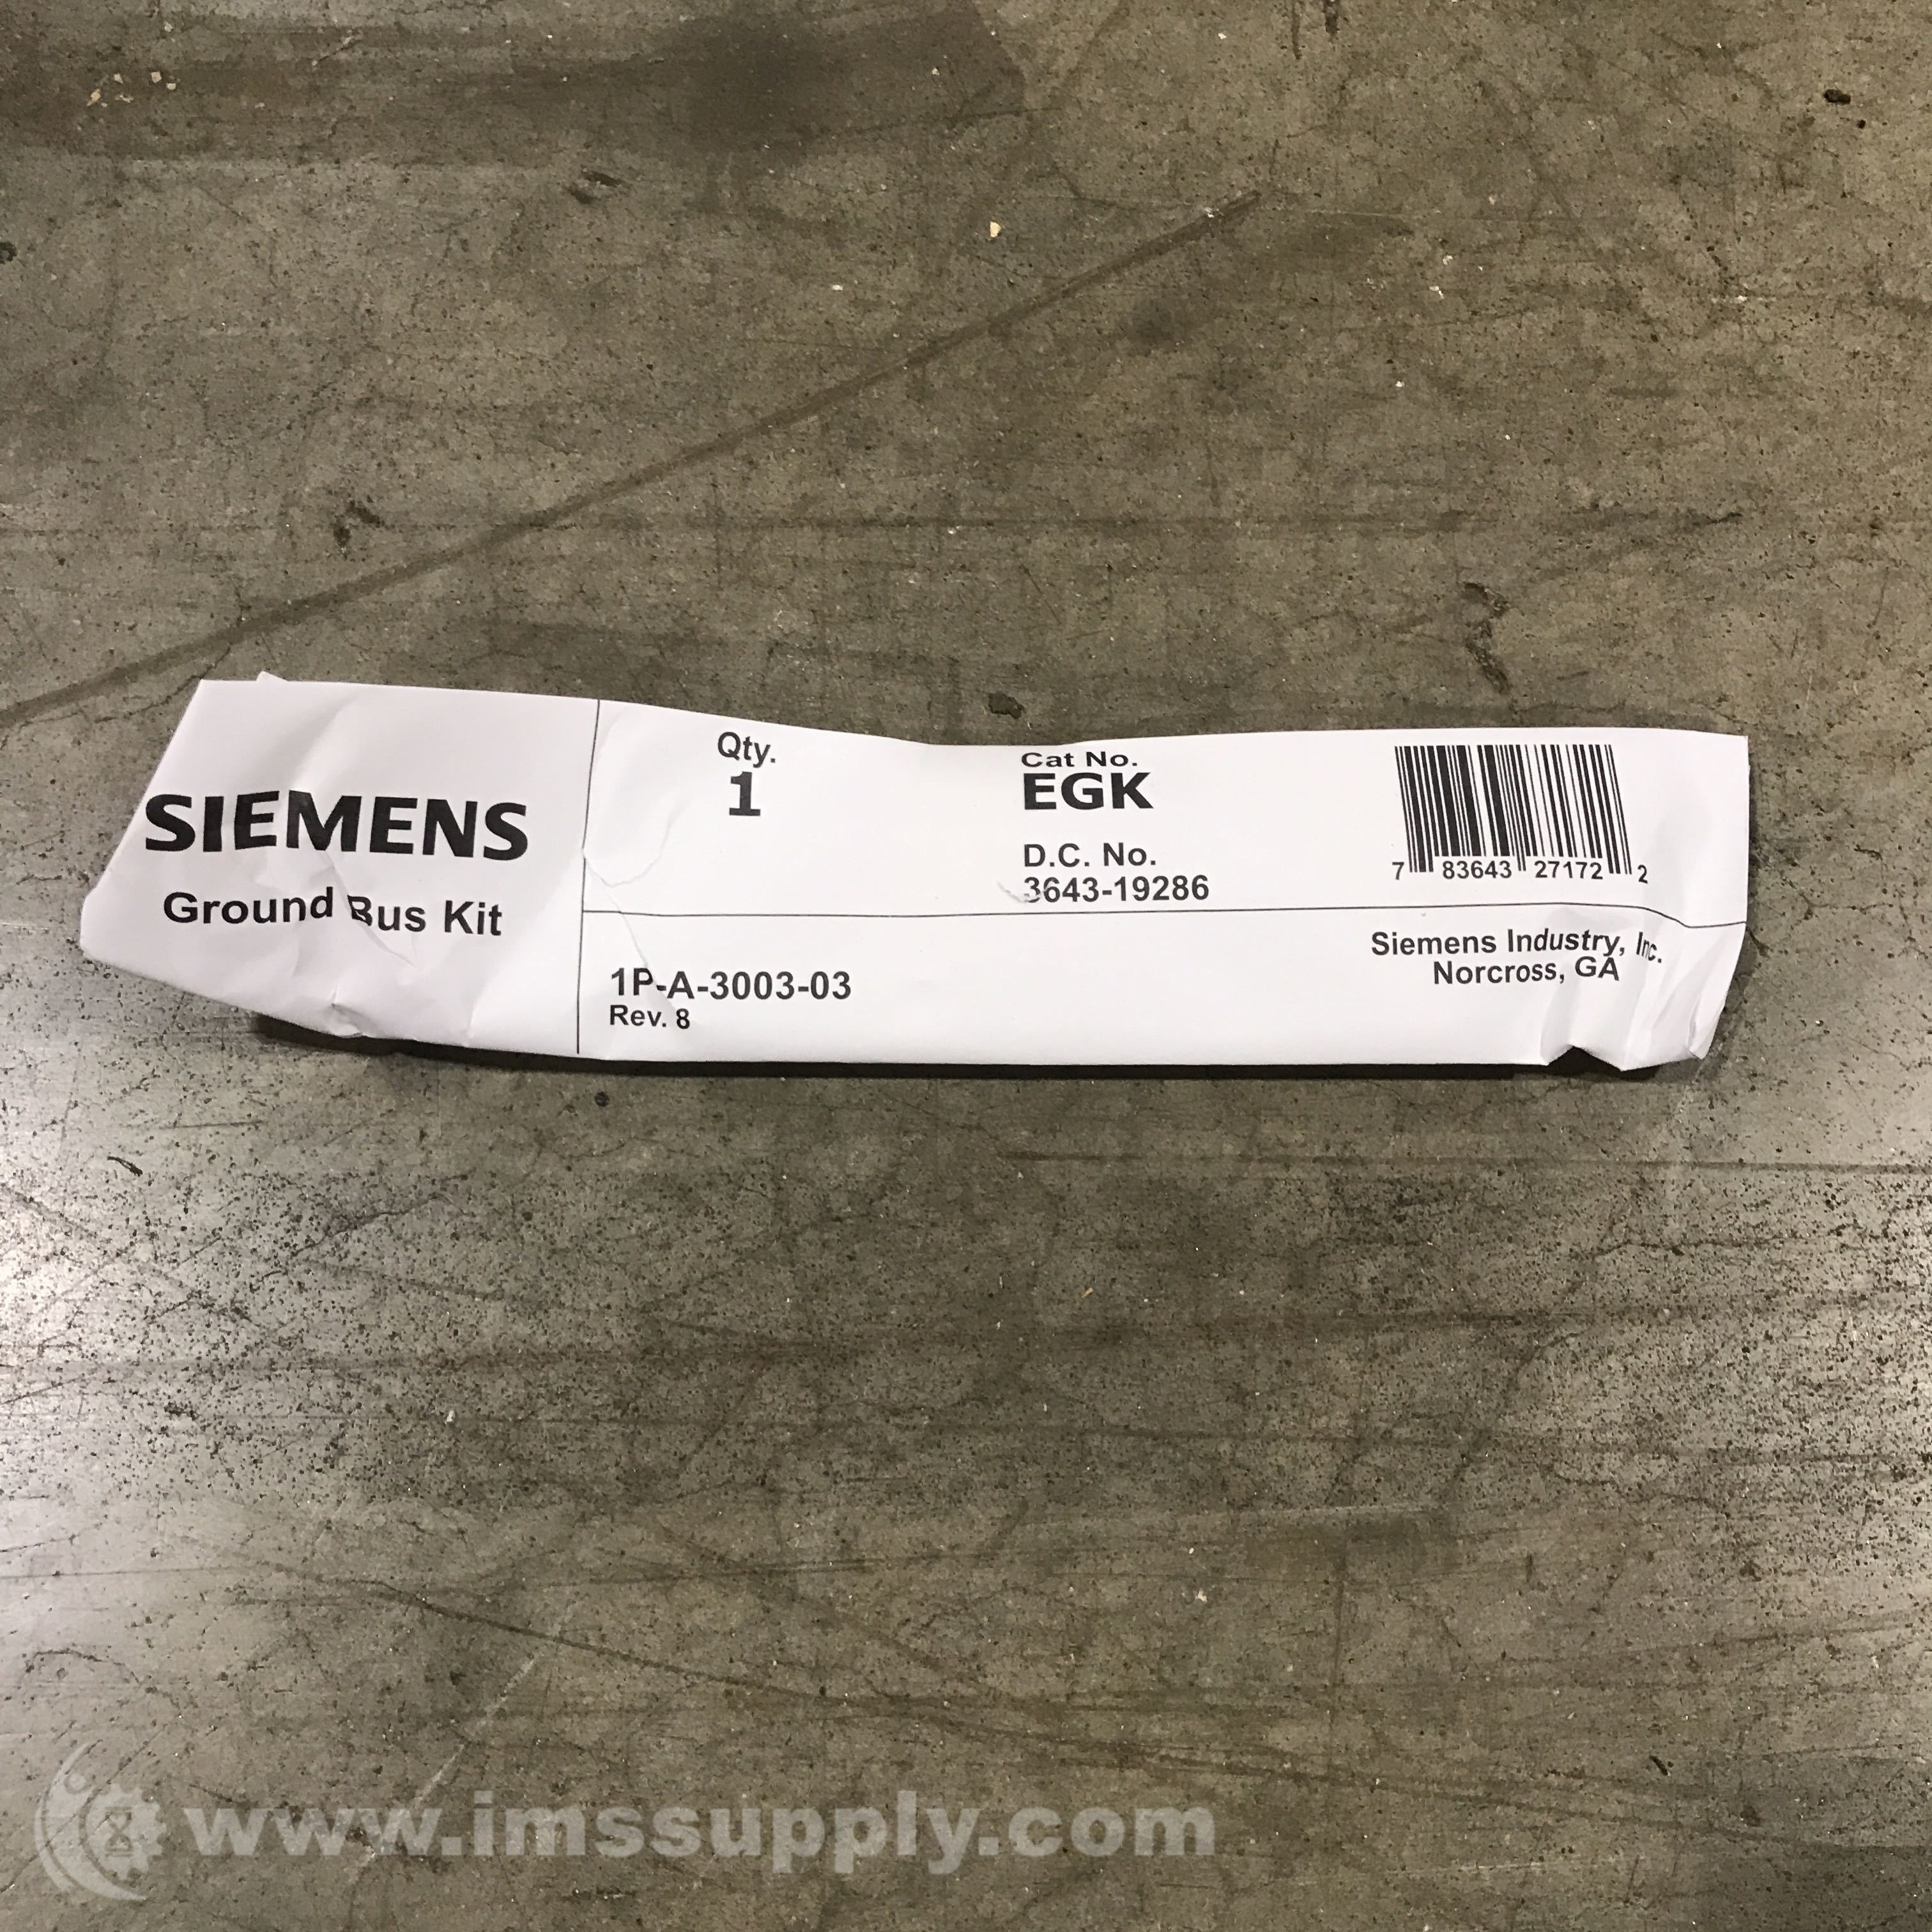 SIEMENS
Ground Bus Kit
Qty.
1
Cat No.
EGK
D.C. No.
3643-19286
7 83643 27172 2
1P-A-3003-03
Rev. 8
Siemens Industry, Inc.
Norcross, GA
www.imssupply.com